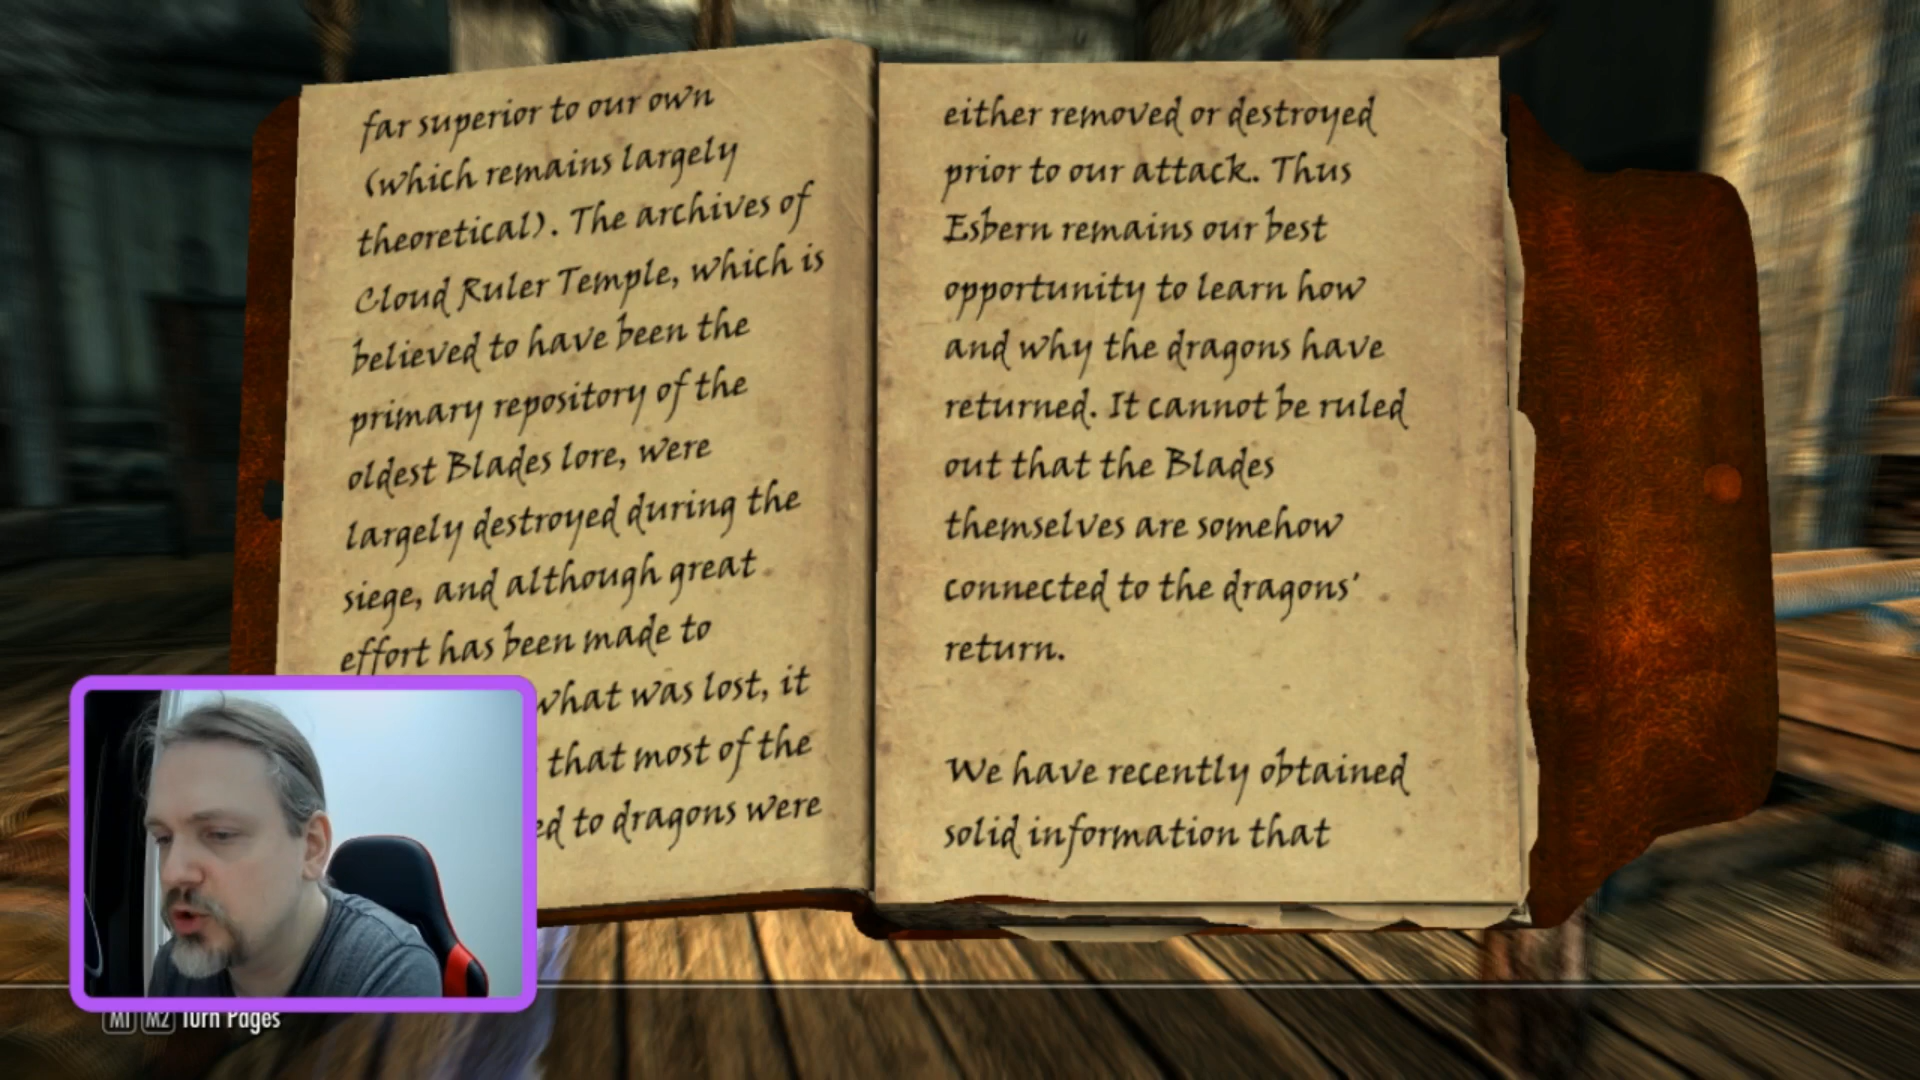 far superior to our own
(which remains largely
theoretical). The archives of
Cloud Ruler Temple, which is
believed to have been the
primary repository of the
oldest Blades lore, were
largely destroyed during the
siege, and although great
effort has been made to
what was lost, it
that most of the
to dragons were
either removed or destroyed
prior to our attack. Thus
Esbern remains our best
opportunity to learn how
and why the dragons have
returned. It cannot be ruled
out that the Blades
themselves are somehow
connected to the dragons'
return.
We have recently obtained
solid information that
M1 M2 Turn Pages